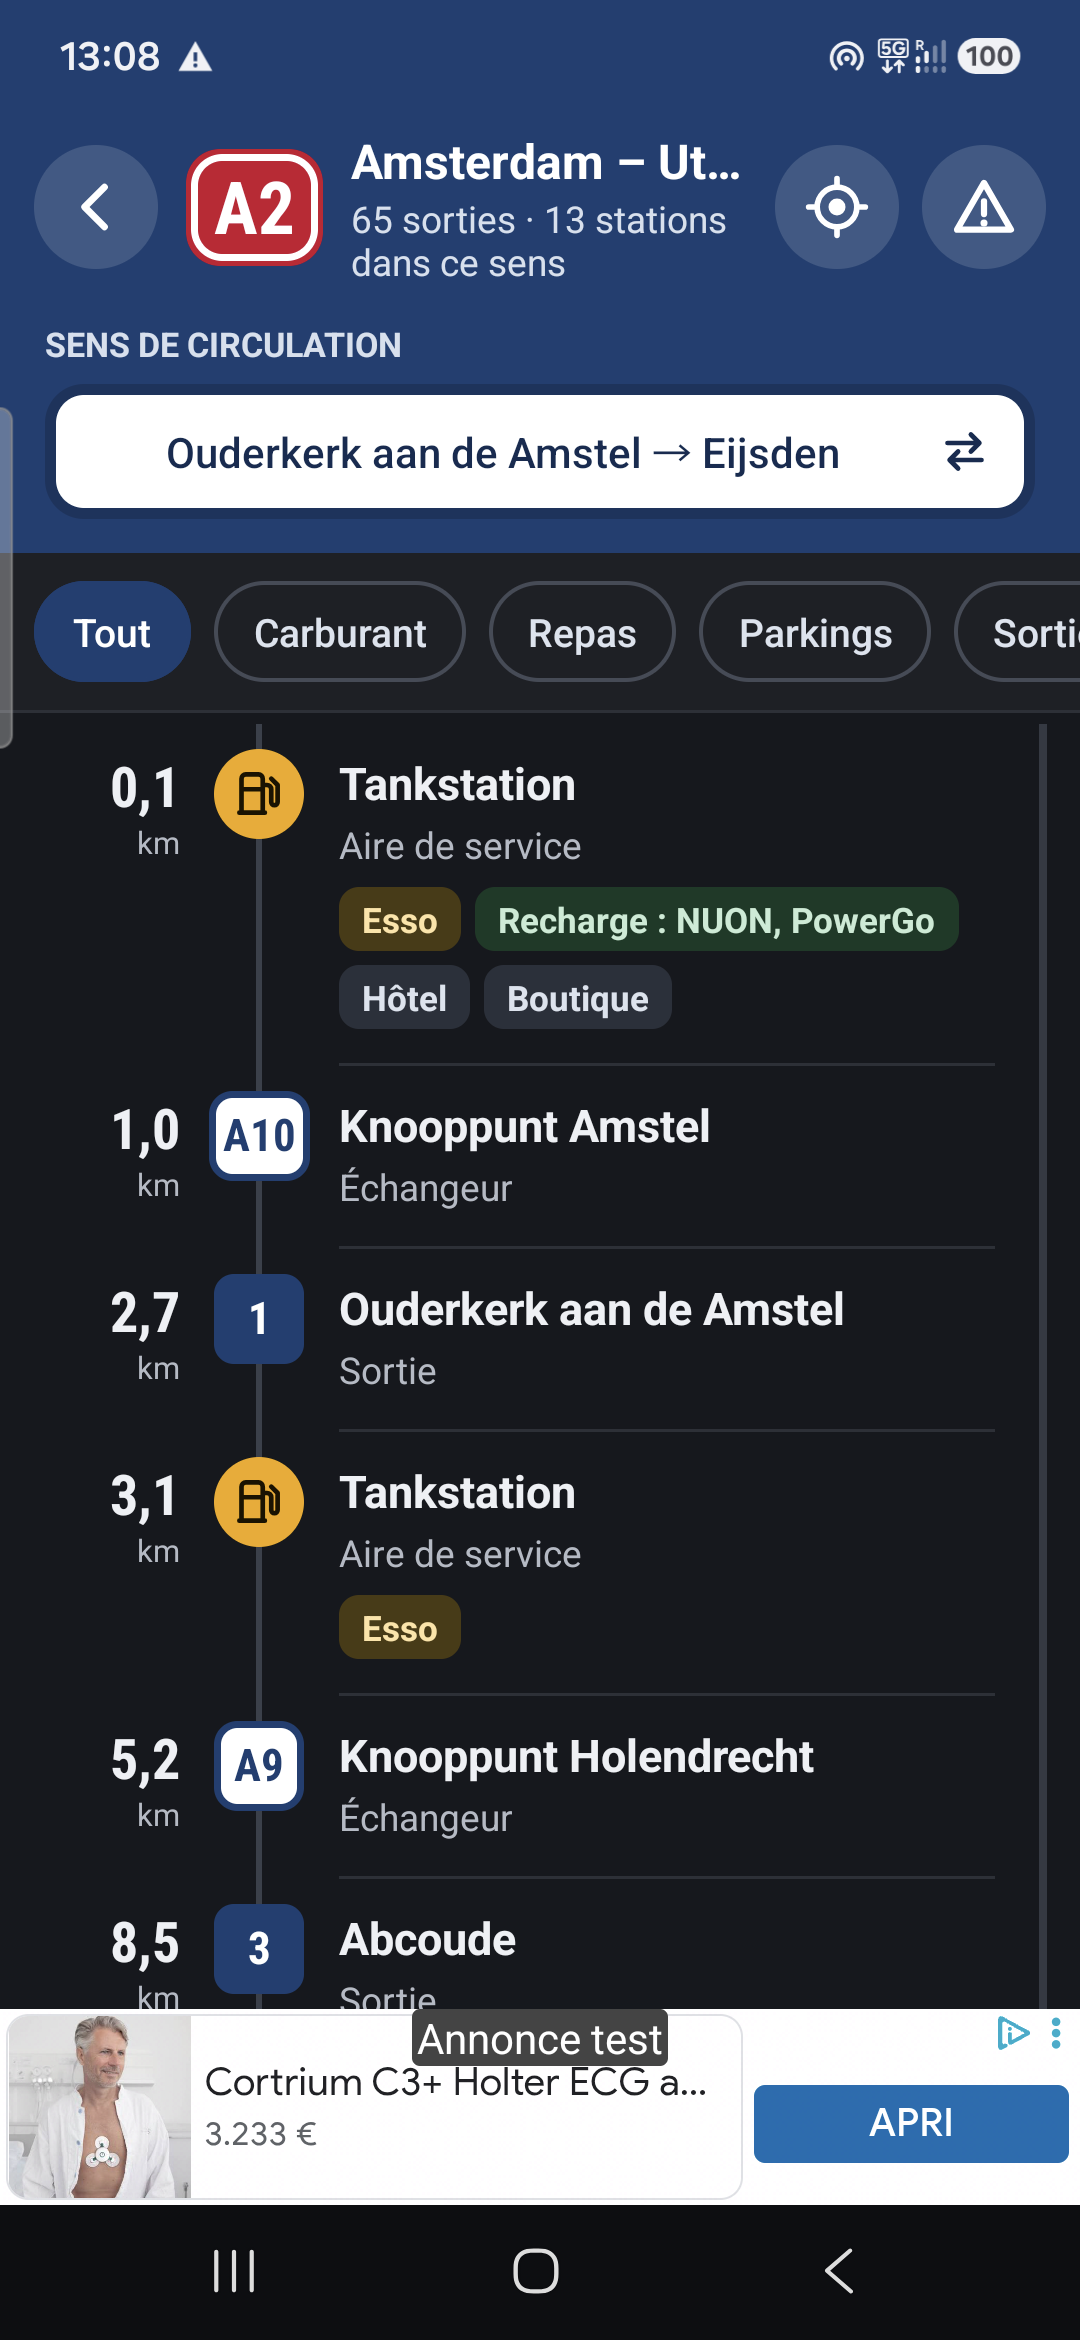 13:08
5G R 100
A2
Amsterdam – Ut...
65 sorties · 13 stations
dans ce sens
SENS DE CIRCULATION
Ouderkerk aan de Amstel → Eijsden
Tout Carburant Repas Parkings Sorti
0,1 km
Tankstation
Aire de service
Esso Recharge : NUON, PowerGo
Hôtel Boutique
1,0 km
A10
Knooppunt Amstel
Échangeur
2,7 km
1
Ouderkerk aan de Amstel
Sortie
3,1 km
Tankstation
Aire de service
Esso
5,2 km
A9
Knooppunt Holendrecht
Échangeur
8,5 km
3
Abcoude
Sortie
Annonce test
Cortrium C3+ Holter ECG a...
3.233 €
APRI